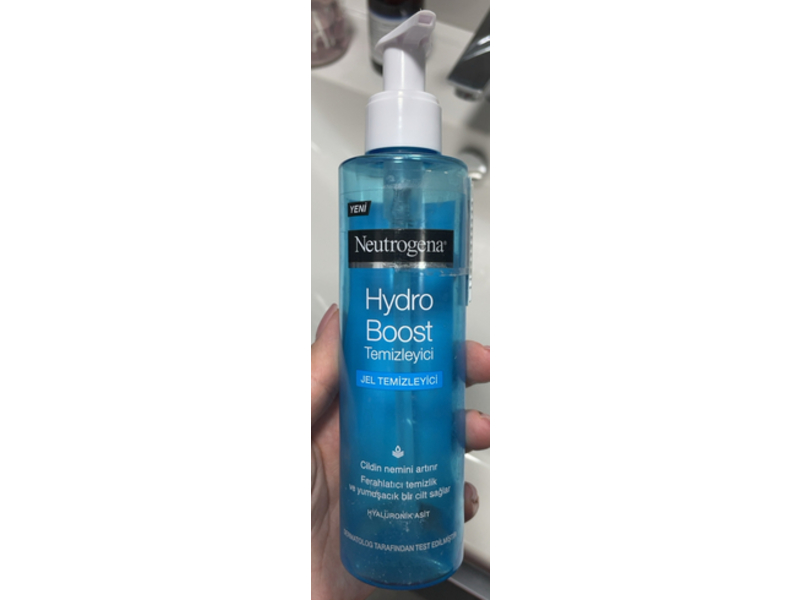 YENİ
Neutrogena®
Hydro
Boost
Temizleyici
JEL TEMİZLEYİCİ
Cildin nemini artırır
Ferahlatıcı temizlik
ve yumuşacık bir cilt sağlar
HYALÜRONİK ASİT
DERMATOLOG TARAFINDAN TEST EDİLMİŞTİR